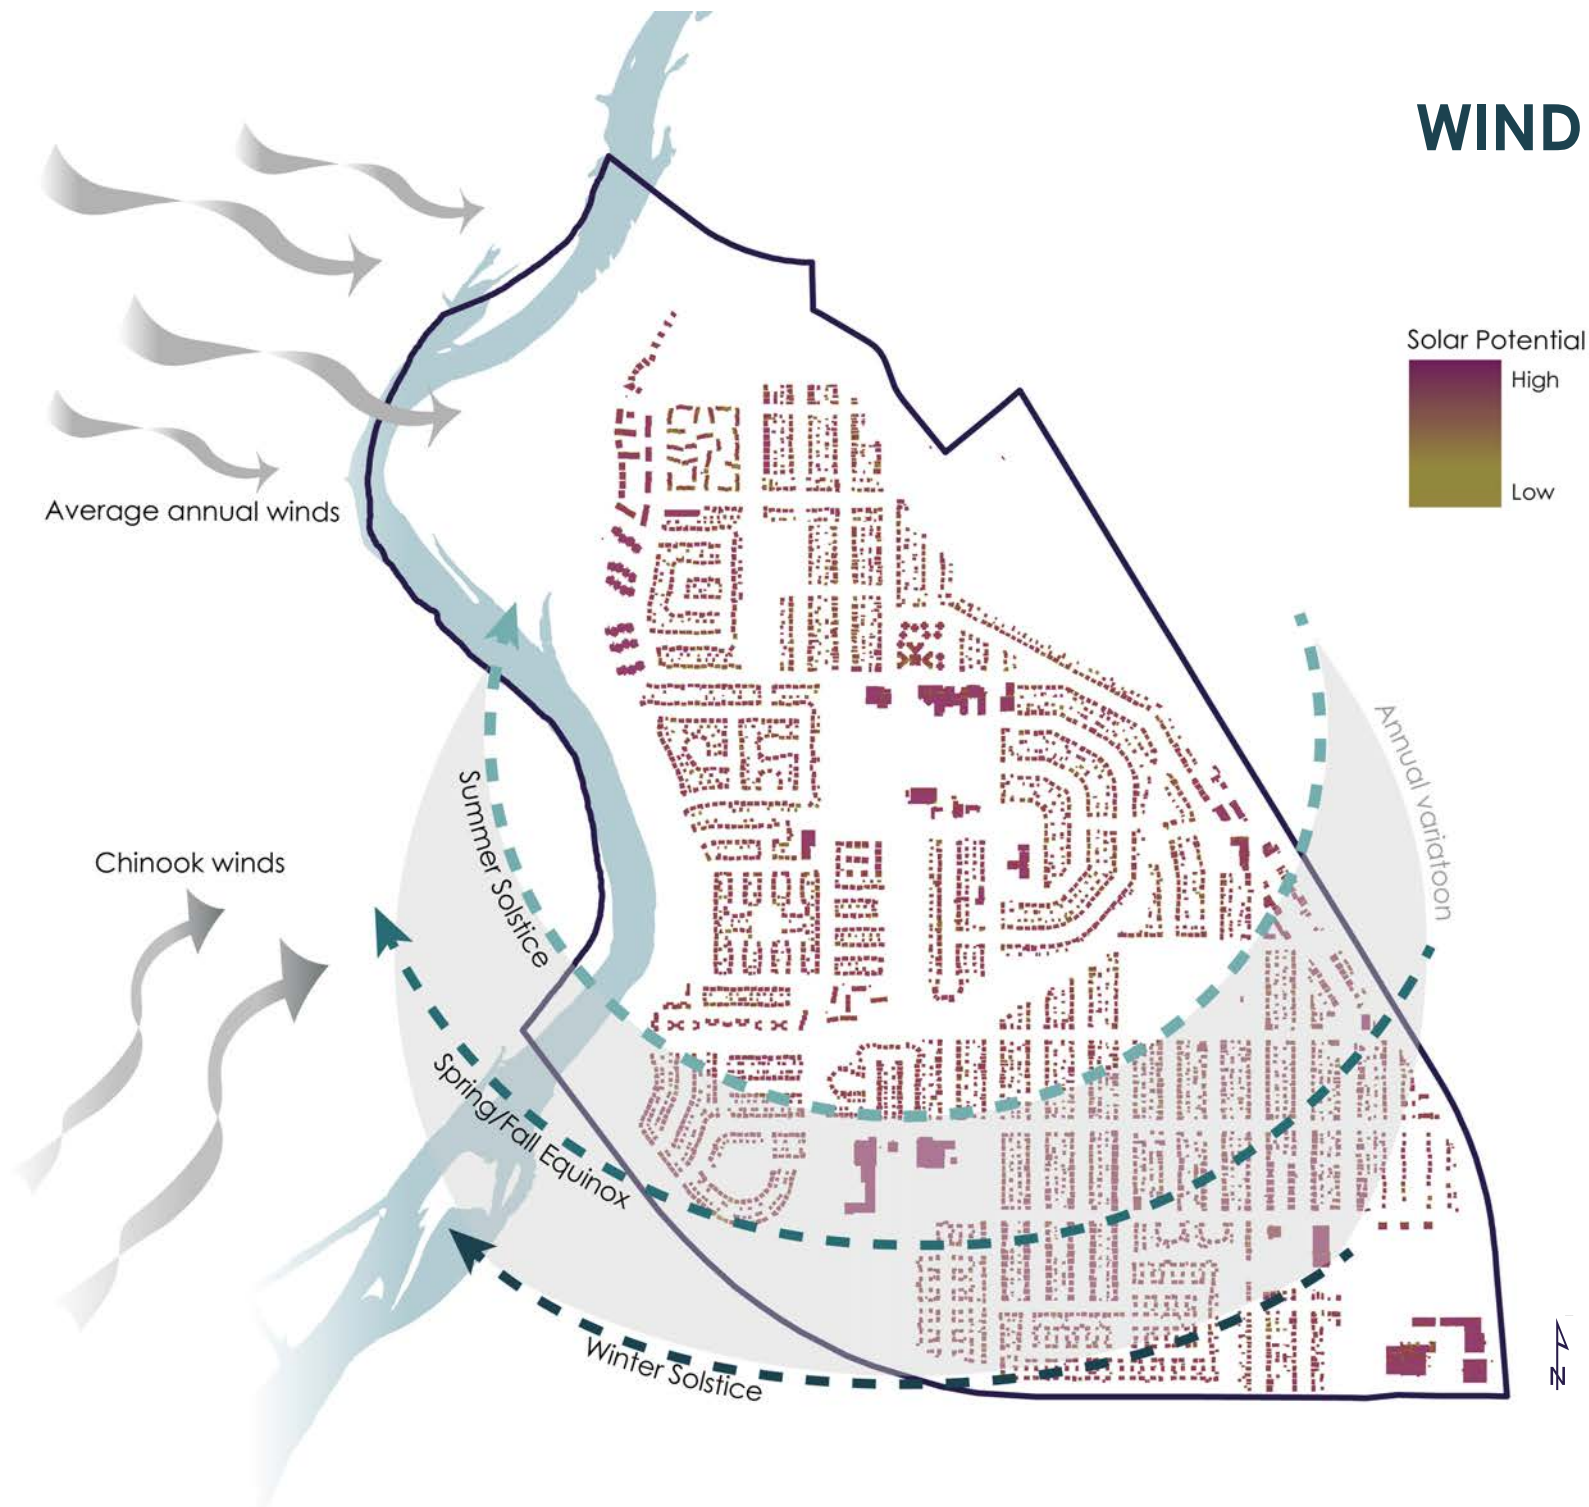 WIND
Solar Potential
High
Low
Average annual winds
Annual variatoon
Summer Solstice
Chinook winds
Spring/Fall Equinox
Winter Solstice
N